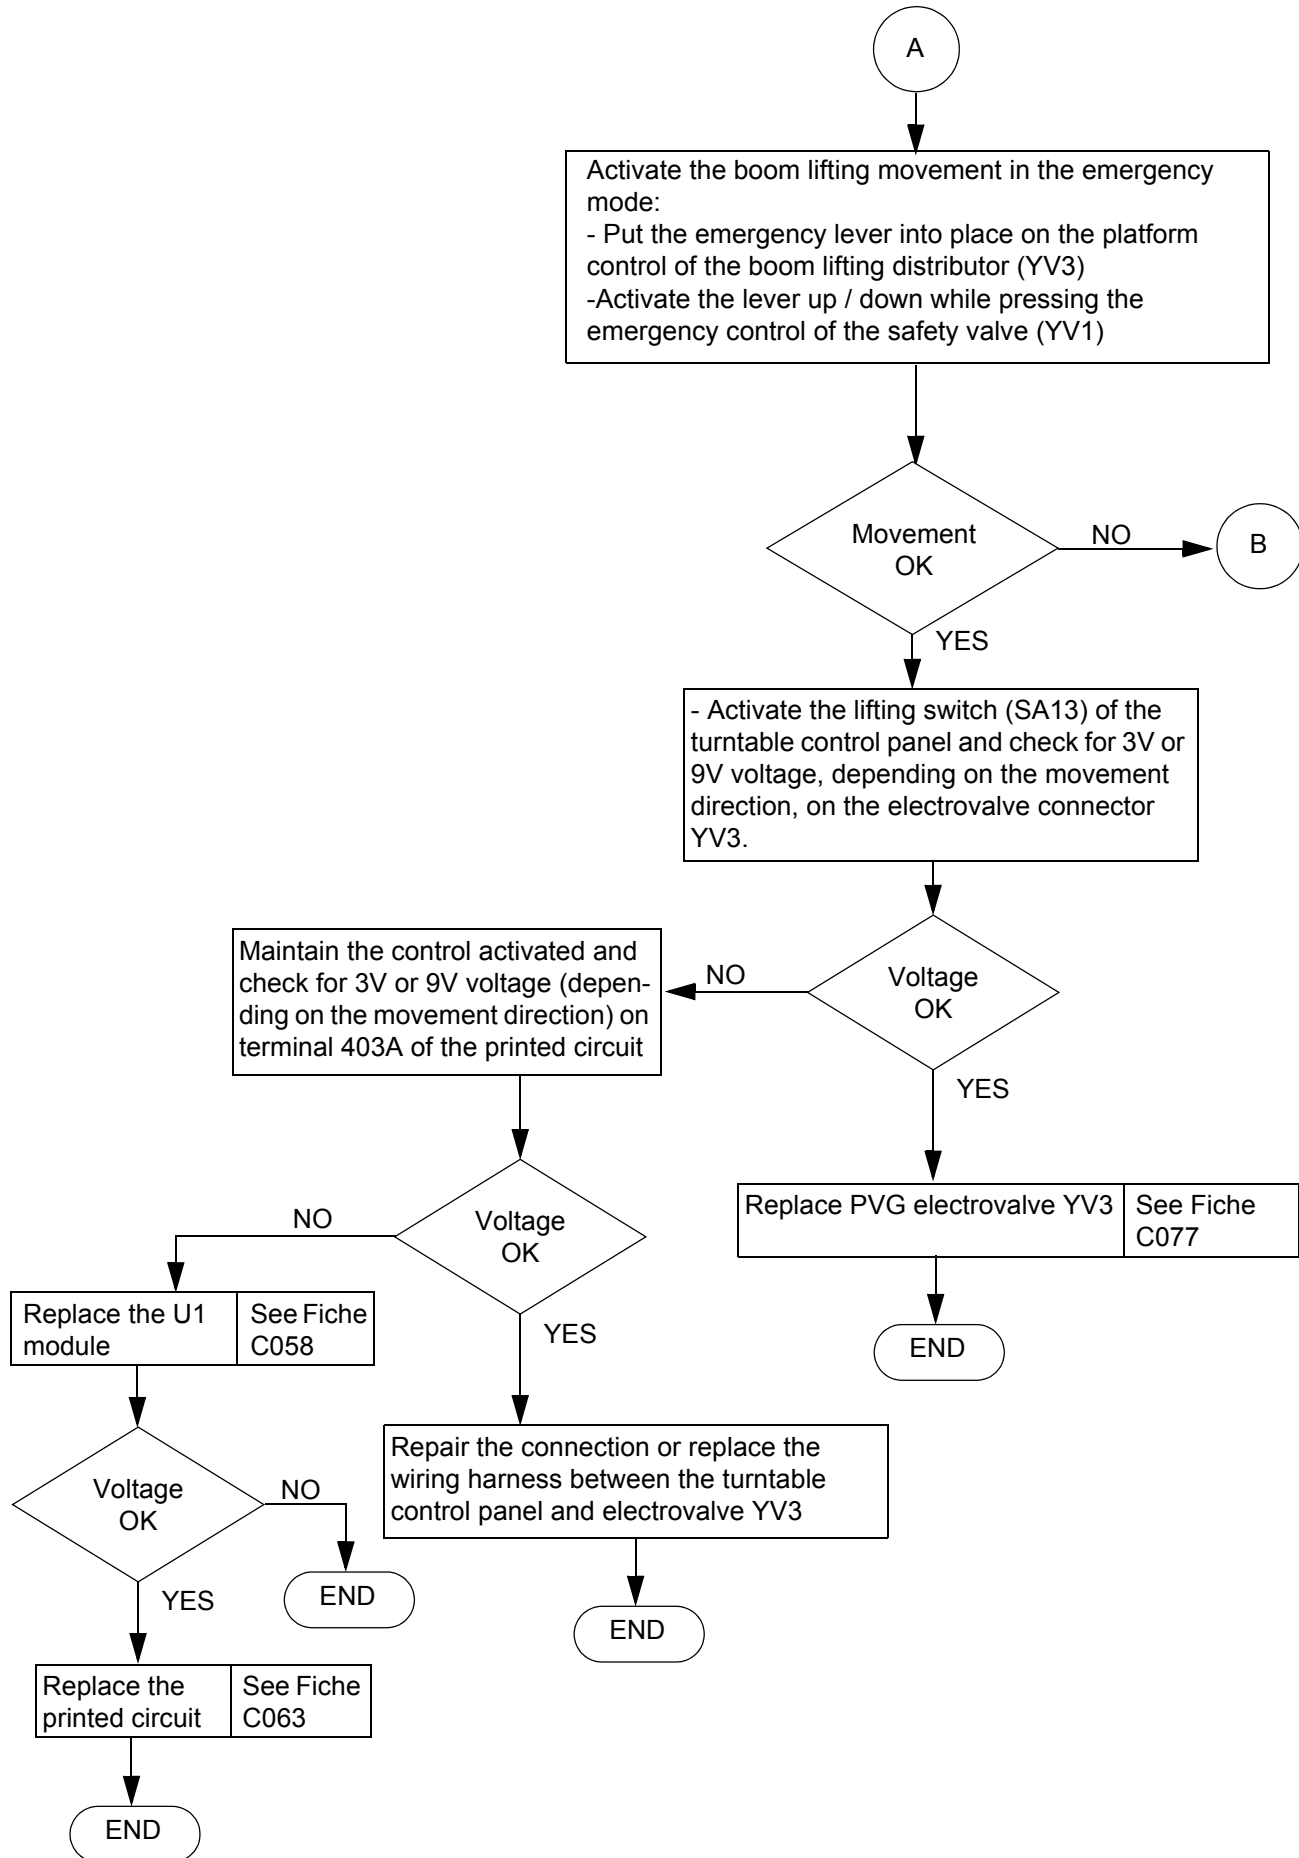 A
Activate the boom lifting movement in the emergency
mode:
- Put the emergency lever into place on the platform
control of the boom lifting distributor (YV3)
-Activate the lever up / down while pressing the
emergency control of the safety valve (YV1)
Movement
OK
NO
B
YES
- Activate the lifting switch (SA13) of the
turntable control panel and check for 3V or
9V voltage, depending on the movement
direction, on the electrovalve connector
YV3.
Voltage
OK
NO
Maintain the control activated and
check for 3V or 9V voltage (depen-
ding on the movement direction) on
terminal 403A of the printed circuit
YES
Replace PVG electrovalve YV3
See Fiche
C077
END
Voltage
OK
NO
Replace the U1
module
See Fiche
C058
YES
Repair the connection or replace the
wiring harness between the turntable
control panel and electrovalve YV3
END
Voltage
OK
NO
END
YES
Replace the
printed circuit
See Fiche
C063
END